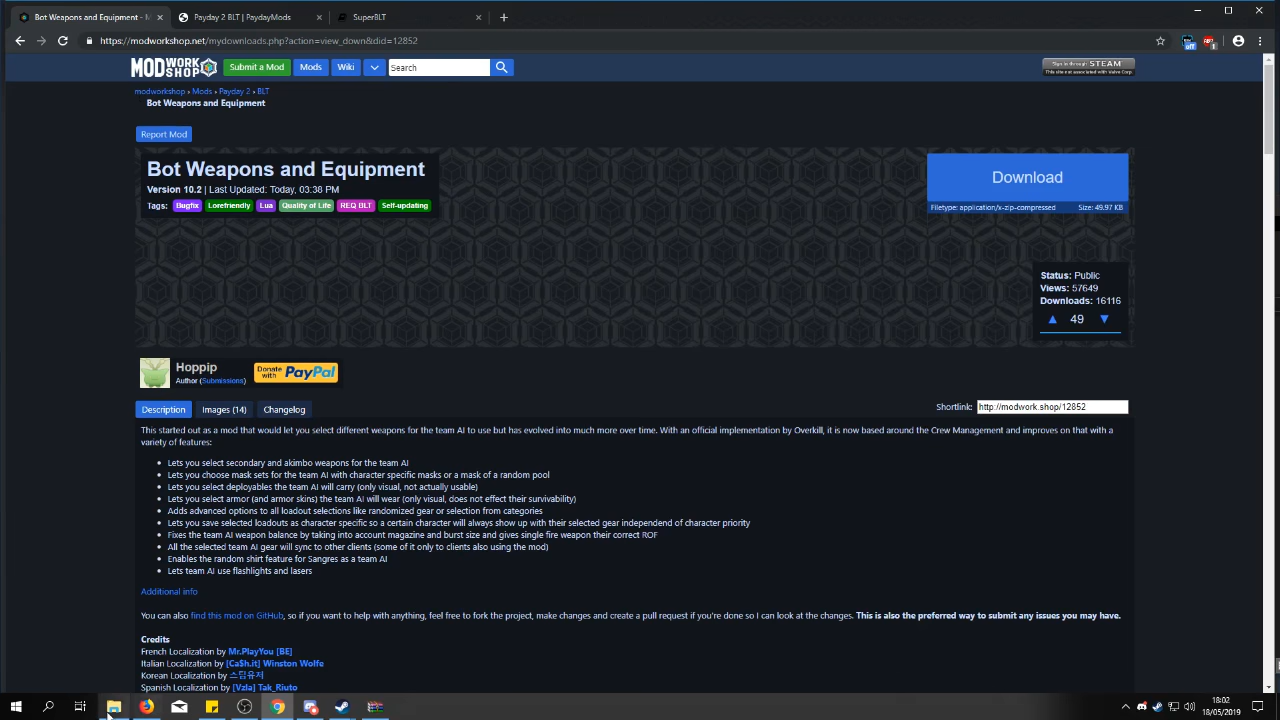 Bot Weapons and Equipment - M
Payday 2 BLT | PaydayMods
SuperBLT
https://modworkshop.net/mydownloads.php?action=view_down&did=12852
MODWORKSHOP
Submit a Mod
Mods
Wiki
Search
Sign in through STEAM
This site not associated with Valve Corp.
modworkshop › Mods › Payday 2 › BLT
Bot Weapons and Equipment
Report Mod
Bot Weapons and Equipment
Version 10.2 | Last Updated: Today, 03:38 PM
Tags: Bugfix Lorefriendly Lua Quality of Life REQ BLT Self-updating
Download
Filetype: application/x-zip-compressed Size: 49.97 KB
Status: Public
Views: 57649
Downloads: 16116
49
Hoppip
Author (Submissions)
Donate with PayPal
Description
Images (14)
Changelog
Shortlink: http://modwork.shop/12852
This started out as a mod that would let you select different weapons for the team AI to use but has evolved into much more over time. With an official implementation by Overkill, it is now based around the Crew Management and improves on that with a
variety of features:
• Lets you select secondary and akimbo weapons for the team AI
• Lets you choose mask sets for the team AI with character specific masks or a mask of a random pool
• Lets you select deployables the team AI will carry (only visual, not actually usable)
• Lets you select armor (and armor skins) the team AI will wear (only visual, does not effect their survivability)
• Adds advanced options to all loadout selections like randomized gear or selection from categories
• Lets you save selected loadouts as character specific so a certain character will always show up with their selected gear independend of character priority
• Fixes the team AI weapon balance by taking into account magazine and burst size and gives single fire weapon their correct ROF
• All the selected team AI gear will sync to other clients (some of it only to clients also using the mod)
• Enables the random shirt feature for Sangres as a team AI
• Lets team AI use flashlights and lasers
Additional info
You can also find this mod on GitHub, so if you want to help with anything, feel free to fork the project, make changes and create a pull request if you're done so I can look at the changes. This is also the preferred way to submit any issues you may have.
Credits
French Localization by Mr.PlayYou [BE]
Italian Localization by [Ca$h.it] Winston Wolfe
Korean Localization by 스팀유저
Spanish Localization by [Vzla] Tak_Riuto
18:02
18/05/2019